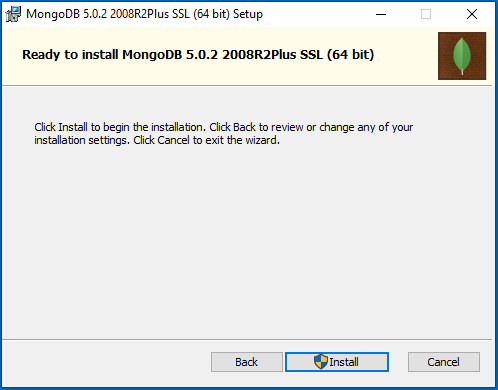 MongoDB 5.0.2 2008R2Plus SSL (64 bit) Setup
Ready to install MongoDB 5.0.2 2008R2Plus SSL (64 bit)
Click Install to begin the installation. Click Back to review or change any of your
installation settings. Click Cancel to exit the wizard.
Back Install Cancel